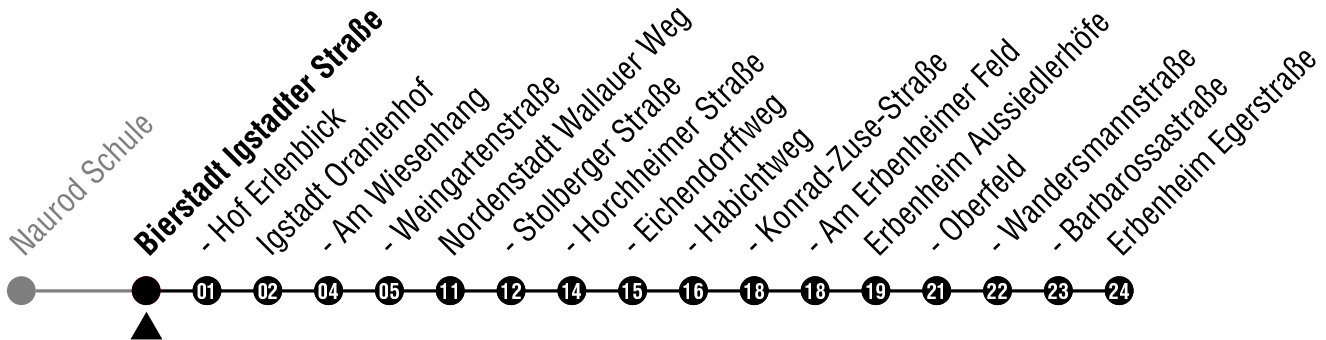 Naurod Schule
Bierstadt Igstadter Straße
- Hof Erlenblick
Igstadt Oranienhof
- Am Wiesenhang
- Weingartenstraße
Nordenstadt Wallauer Weg
- Stolberger Straße
- Horchheimer Straße
- Eichendorffweg
- Habichtweg
- Konrad-Zuse-Straße
- Am Erbenheimer Feld
Erbenheim Aussiedlerhöfe
- Oberfeld
- Wandersmannstraße
- Barbarossastraße
Erbenheim Egerstraße
01 02 04 05 11 12 14 15 16 18 18 19 21 22 23 24